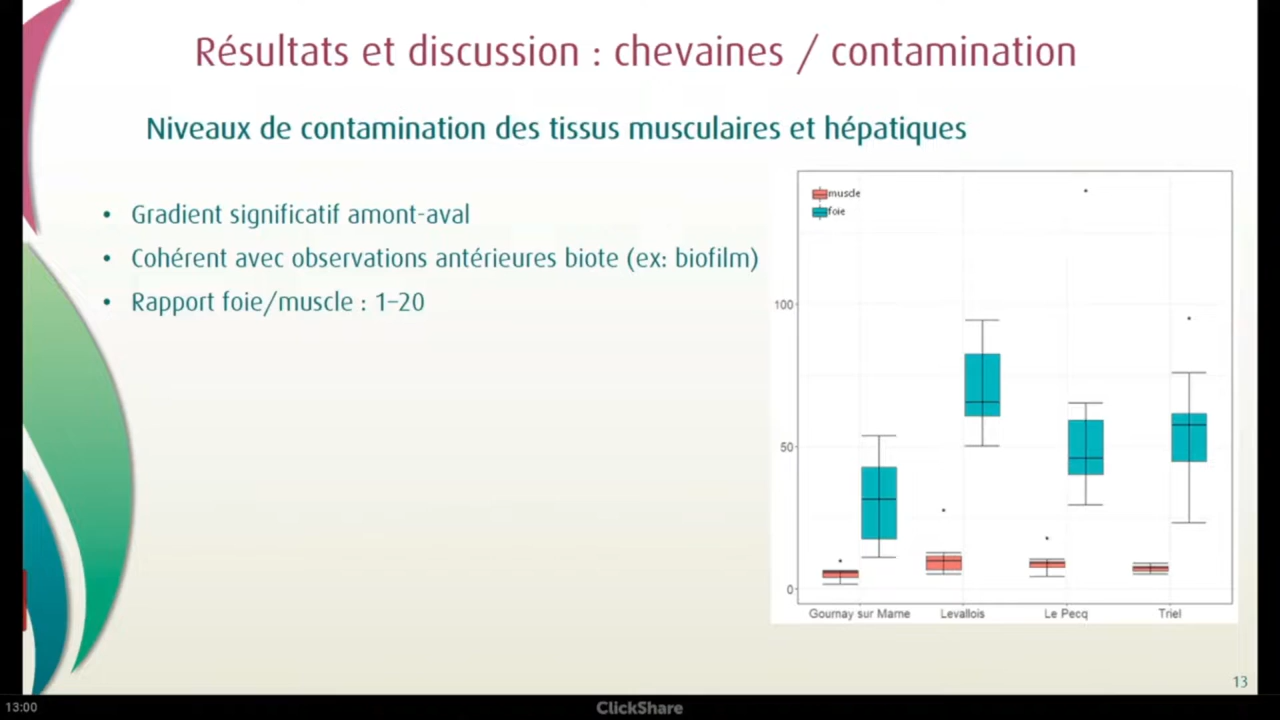 Résultats et discussion : chevaines / contamination
Niveaux de contamination des tissus musculaires et hépatiques
• Gradient significatif amont-aval
• Cohérent avec observations antérieures biote (ex: biofilm)
• Rapport foie/muscle : 1–20
muscle
foie
100
50
0
Gournay sur Marne Levallois Le Pecq Triel
13
13:00 ClickShare